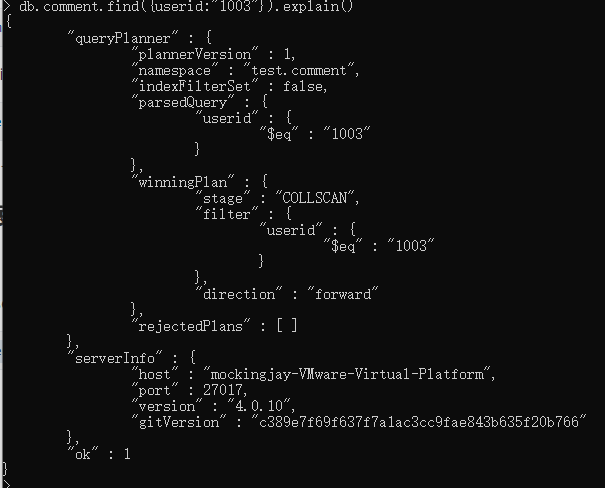 > db.comment.find({userid:"1003"}).explain()
{
        "queryPlanner" : {
                "plannerVersion" : 1,
                "namespace" : "test.comment",
                "indexFilterSet" : false,
                "parsedQuery" : {
                        "userid" : {
                                "$eq" : "1003"
                        }
                },
                "winningPlan" : {
                        "stage" : "COLLSCAN",
                        "filter" : {
                                "userid" : {
                                        "$eq" : "1003"
                                }
                        },
                        "direction" : "forward"
                },
                "rejectedPlans" : [ ]
        },
        "serverInfo" : {
                "host" : "mockingjay-VMware-Virtual-Platform",
                "port" : 27017,
                "version" : "4.0.10",
                "gitVersion" : "c389e7f69f637f7a1ac3cc9fae843b635f20b766"
        },
        "ok" : 1
}
>